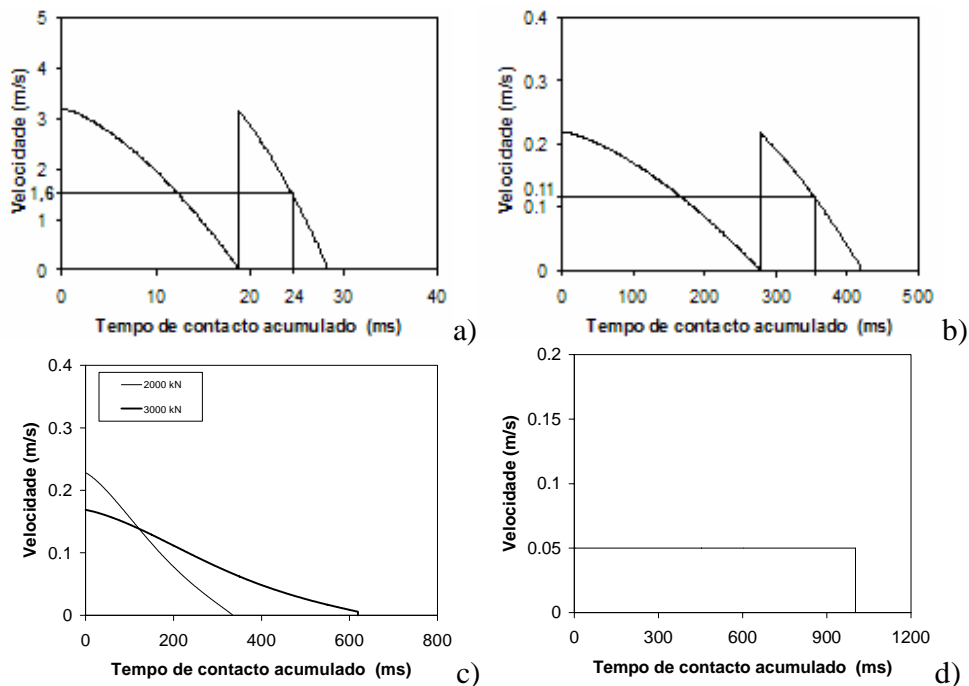 5
4
3
2
1,6
1
0
Velocidade (m/s)
0 10 20 24 30 40
Tempo de contacto acumulado (ms)
a)
0.4
0.3
0.2
0.11
0.1
0
Velocidade (m/s)
0 100 200 300 400 500
Tempo de contacto acumulado (ms)
b)
0.4
0.3
0.2
0.1
0
Velocidade (m/s)
2000 kN
3000 kN
0 200 400 600 800
Tempo de contacto acumulado (ms)
c)
0.2
0.15
0.1
0.05
0
Velocidade (m/s)
0 300 600 900 1200
Tempo de contacto acumulado (ms)
d)